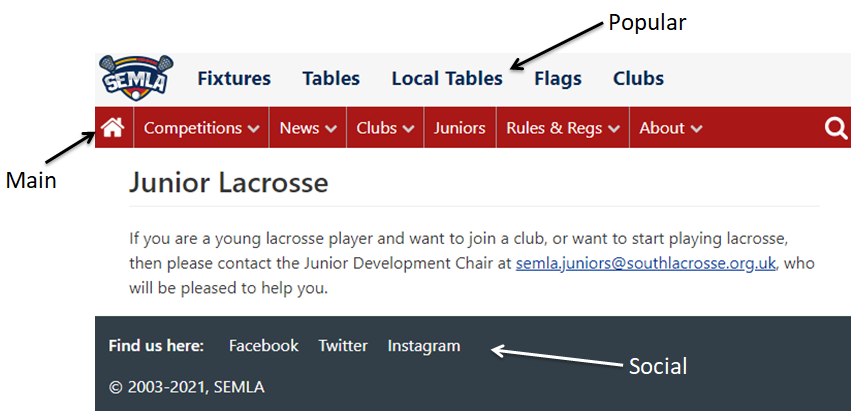 Popular
SEMLA
Fixtures Tables Local Tables Flags Clubs
Competitions News Clubs Juniors Rules & Regs About
Main
Junior Lacrosse
If you are a young lacrosse player and want to join a club, or want to start playing lacrosse,
then please contact the Junior Development Chair at semla.juniors@southlacrosse.org.uk, who
will be pleased to help you.
Find us here: Facebook Twitter Instagram
Social
© 2003-2021, SEMLA